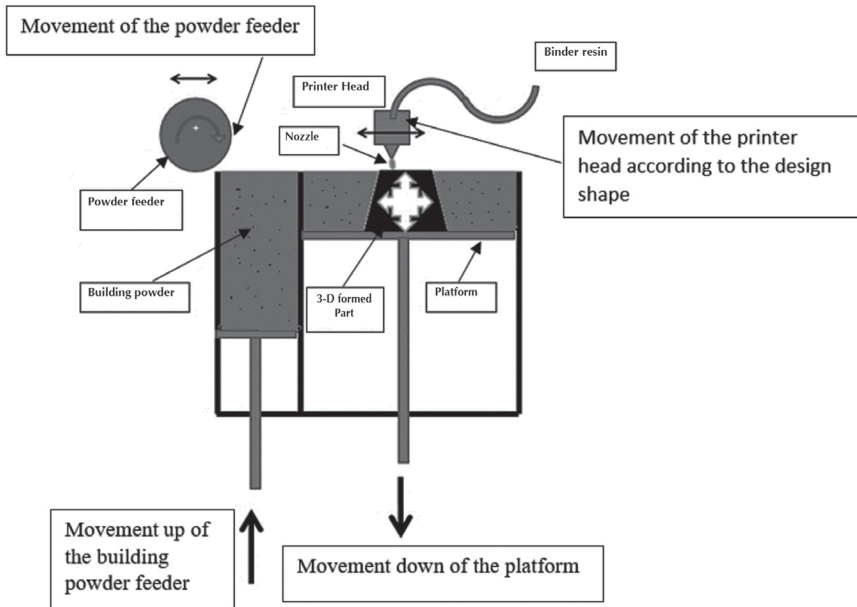 Movement of the powder feeder
Binder resin
Printer Head
Nozzle
Movement of the printer
head according to the design
shape
Powder feeder
Building powder
3-D formed
Part
Platform
Movement up of
the building
powder feeder
Movement down of the platform